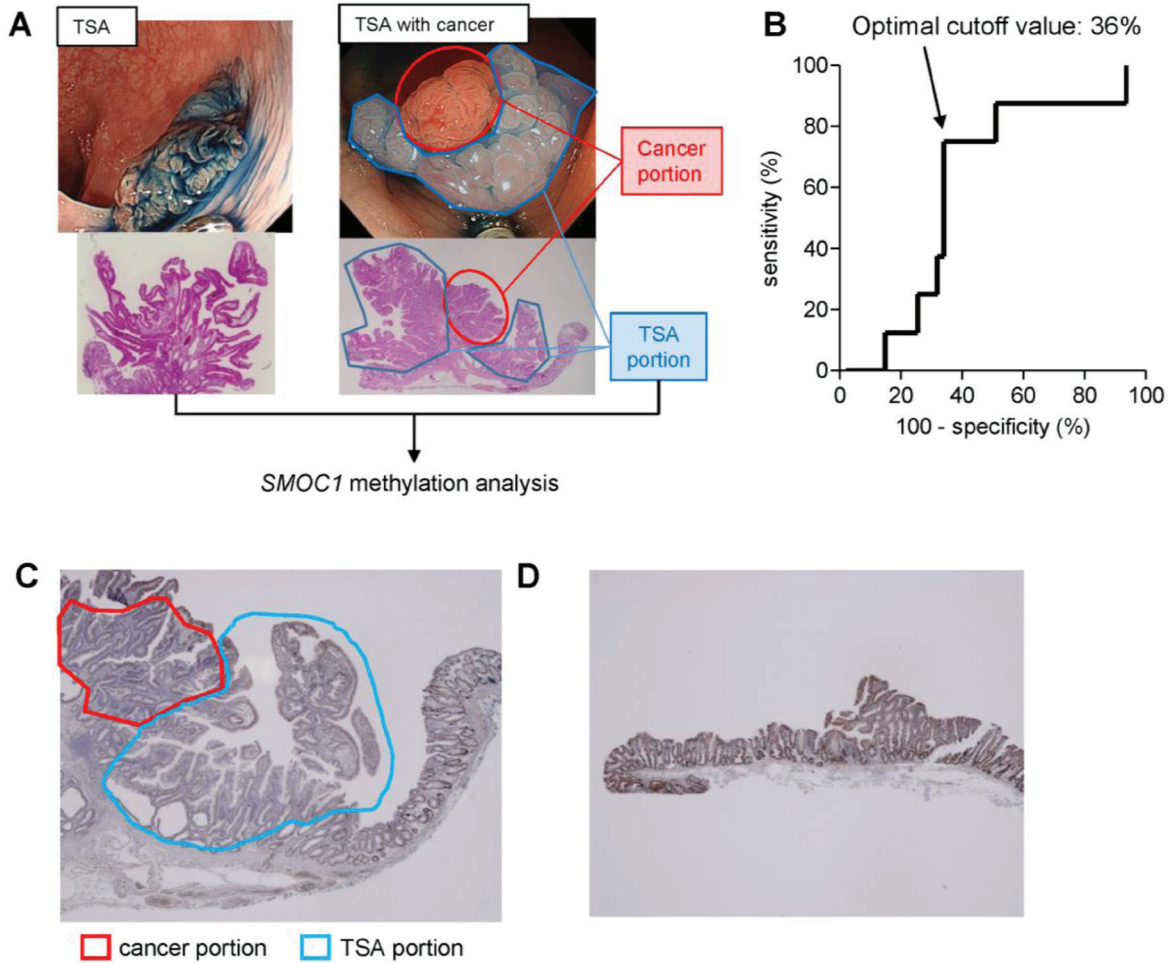 A
TSA
TSA with cancer
Cancer
portion
TSA
portion
SMOC1 methylation analysis
B
Optimal cutoff value: 36%
100
80
60
40
20
0
sensitivity (%)
0 20 40 60 80 100
100 - specificity (%)
C
D
cancer portion
TSA portion